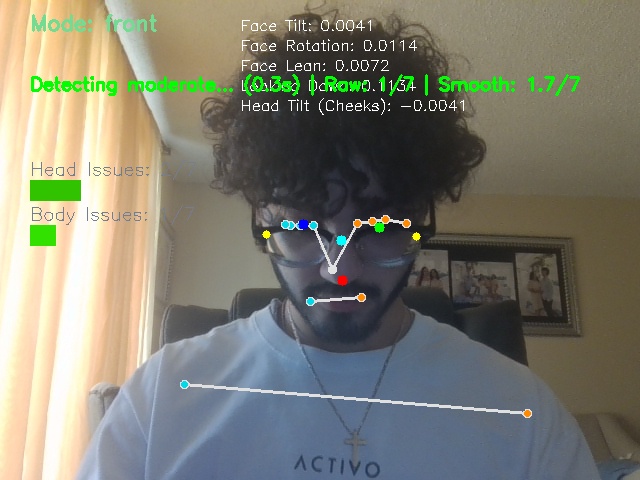 Mode: front
Face Tilt: 0.0041
Face Rotation: 0.0114
Face Lean: 0.0072
Detecting moderate... (0.3s) | Raw: 1/7 | Smooth: 1.7/7
Head Tilt (Cheeks): -0.0041
Head Issues:
Body Issues: /7
ACTIVO